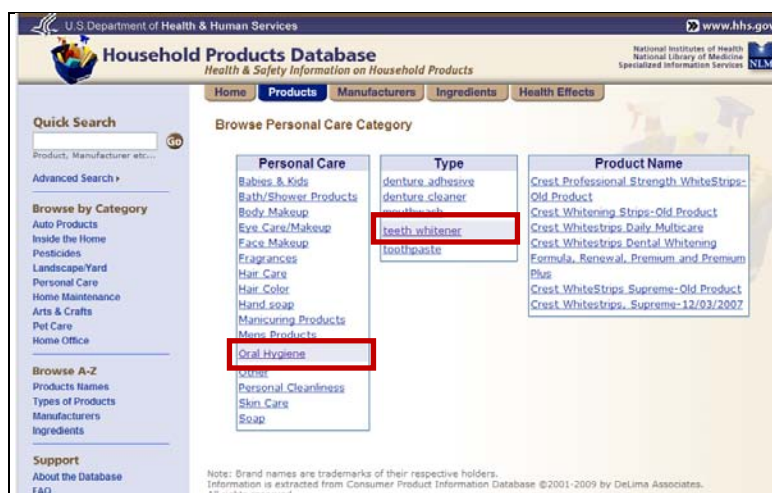 U.S.Department of Health & Human Services
www.hhs.gov
Household Products Database
Health & Safety Information on Household Products
National Institutes of Health
National Library of Medicine
Specialized Information Services
NLM
Home
Products
Manufacturers
Ingredients
Health Effects
Quick Search
Go
Product, Manufacturer etc...
Advanced Search
Browse by Category
Auto Products
Inside the Home
Pesticides
Landscape/Yard
Personal Care
Home Maintenance
Arts & Crafts
Pet Care
Home Office
Browse A-Z
Products Names
Types of Products
Manufacturers
Ingredients
Support
About the Database
FAQ
Browse Personal Care Category
Personal Care
Babies & Kids
Bath/Shower Products
Body Makeup
Eye Care/Makeup
Face Makeup
Fragrances
Hair Care
Hair Color
Hand soap
Manicuring Products
Mens Products
Oral Hygiene
Other
Personal Cleanliness
Skin Care
Soap
Type
denture adhesive
denture cleaner
mouthwash
teeth whitener
toothpaste
Product Name
Crest Professional Strength WhiteStrips-
Old Product
Crest Whitening Strips-Old Product
Crest Whitestrips Daily Multicare
Crest Whitestrips Dental Whitening
Formula, Renewal, Premium and Premium
Plus
Crest WhiteStrips Supreme-Old Product
Crest Whitestrips, Supreme-12/03/2007
Note: Brand names are trademarks of their respective holders.
Information is extracted from Consumer Product Information Database ©2001-2009 by DeLima Associates.